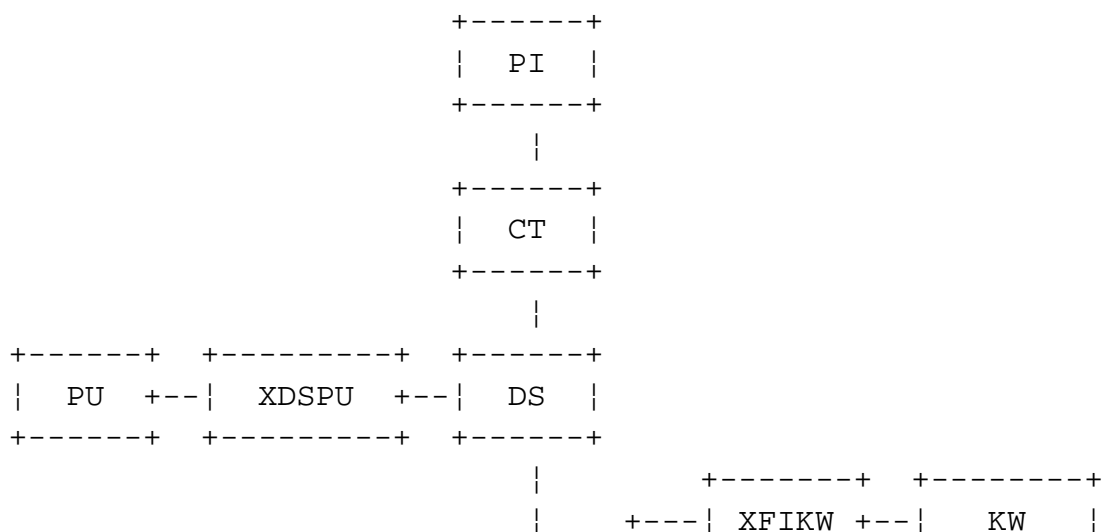 +------+
¦ PI ¦
+------+
¦
+------+
¦ CT ¦
+------+
¦
+------+ +---------+ +------+
¦ PU +--¦ XDSPU +--¦ DS ¦
+------+ +---------+ +------+
¦ +-------+ +--------+
¦ +---¦ XFIKW +--¦ KW ¦